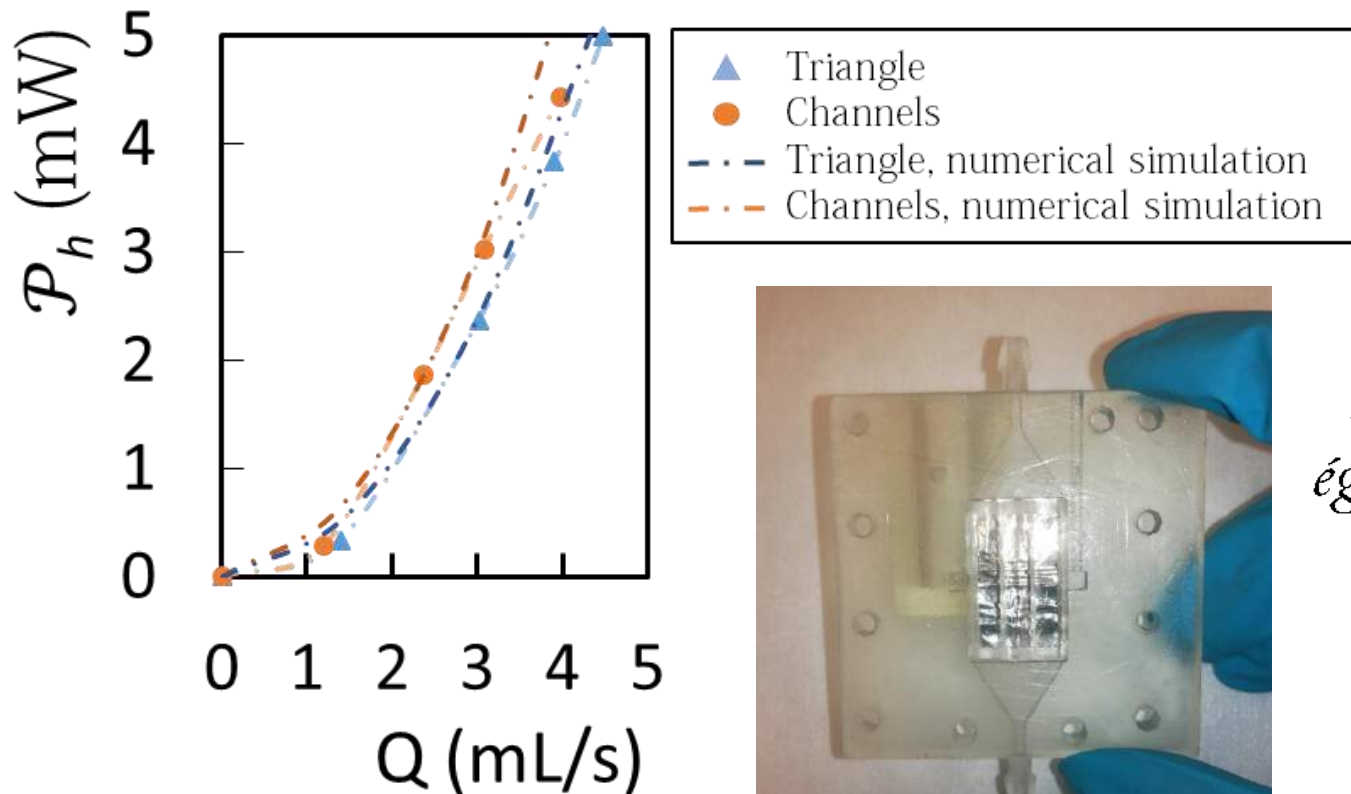 𝒫h (mW)
5
4
3
2
1
0
0 1 2 3 4 5
Q (mL/s)
Triangle
Channels
Triangle, numerical simulation
Channels, numerical simulation
ég